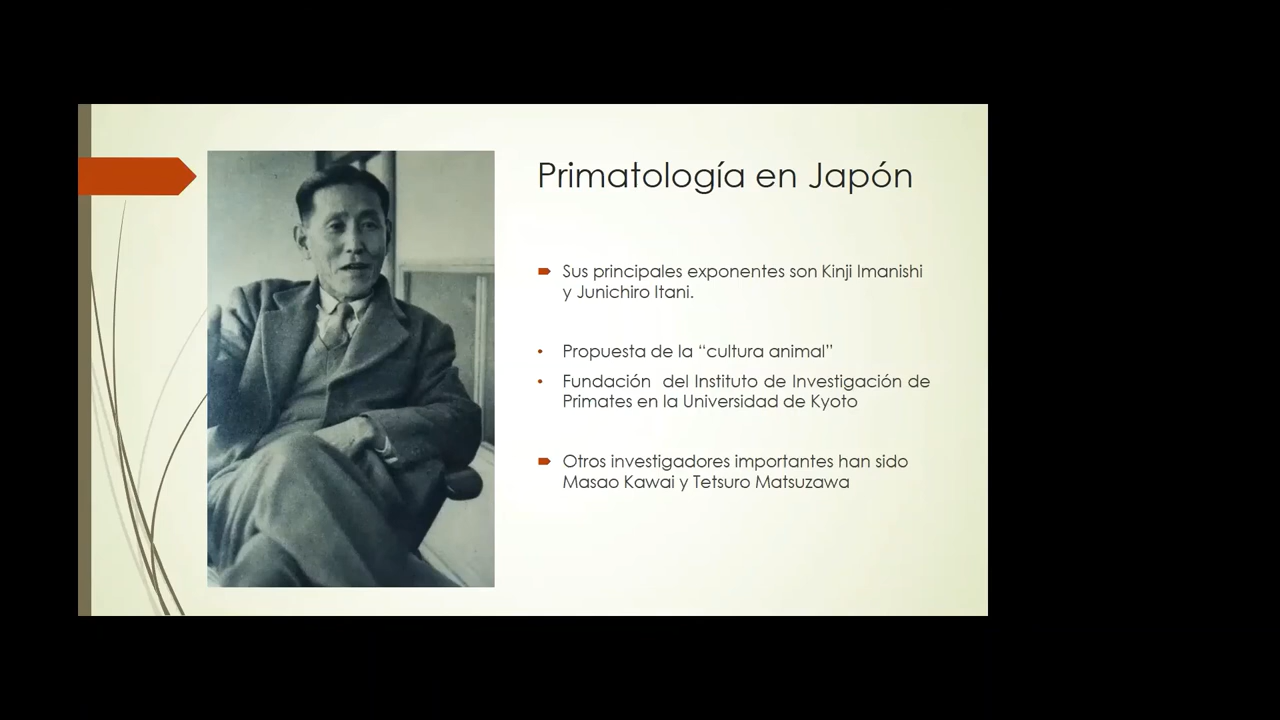 Primatología en Japón
Sus principales exponentes son Kinji Imanishi
y Junichiro Itani.
Propuesta de la “cultura animal”
Fundación del Instituto de Investigación de
Primates en la Universidad de Kyoto
Otros investigadores importantes han sido
Masao Kawai y Tetsuro Matsuzawa